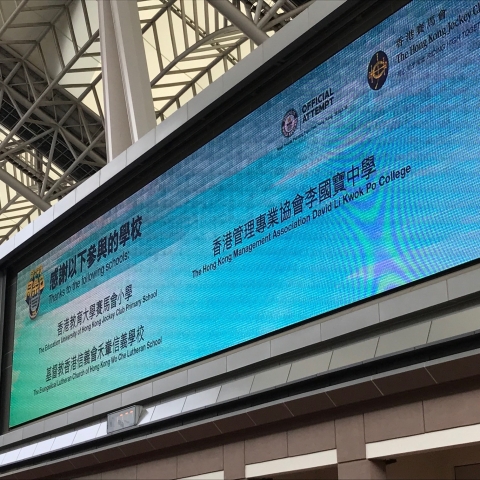 香港賽馬會
The Hong Kong Jockey Cl
OFFICIAL
ATTEMPT
感謝以下參與的學校
Thanks to the following schools:
香港管理專業協會李國寶中學
The Hong Kong Management Association David Li Kwok Po College
香港教育大學賽馬會小學
The Education University of Hong Kong Jockey Club Primary School
基督教香港信義會禾輋信義學校
The Evangelical Lutheran Church of Hong Kong Wo Che Lutheran School